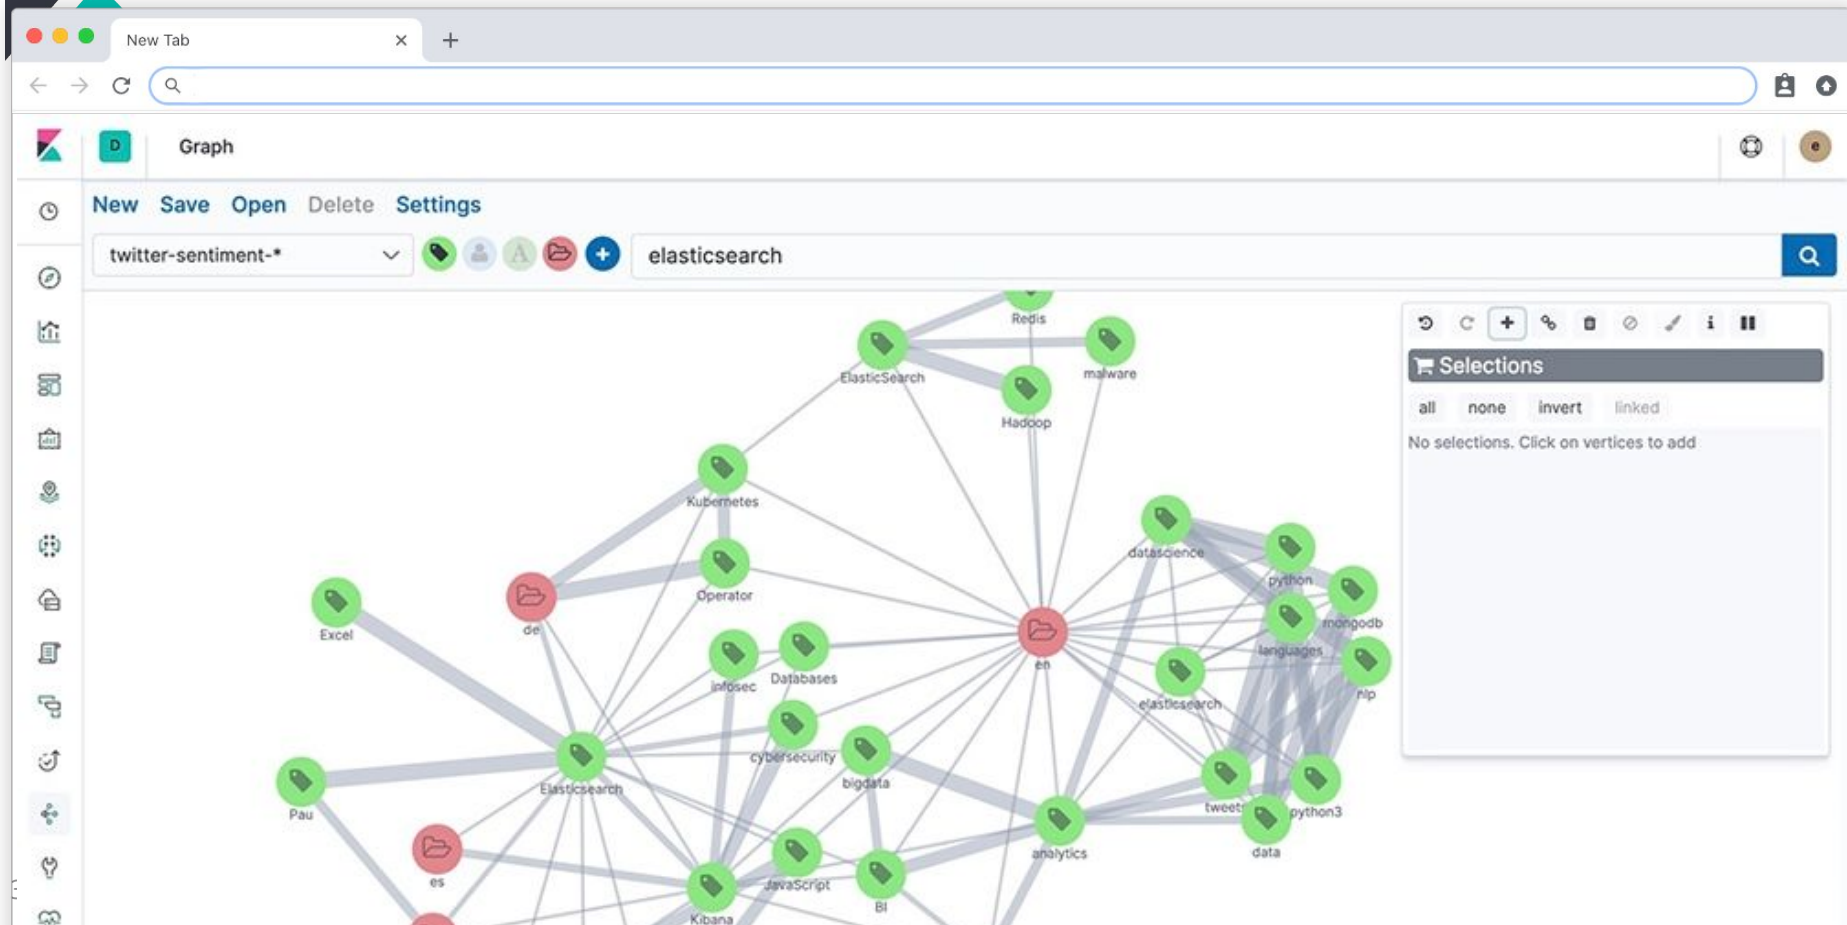 New Tab
D
Graph
e
New Save Open Delete Settings
twitter-sentiment-*
A
elasticsearch
Redis
ElasticSearch
malware
Hadoop
Selections
all none invert linked
No selections. Click on vertices to add
Kubernetes
datascience
python
Operator
mongodb
Excel
de
en
languages
infosec
Databases
nlp
elasticsearch
cybersecurity
bigdata
Elasticsearch
Pau
tweets
python3
analytics
data
es
JavaScript
BI
Kibana